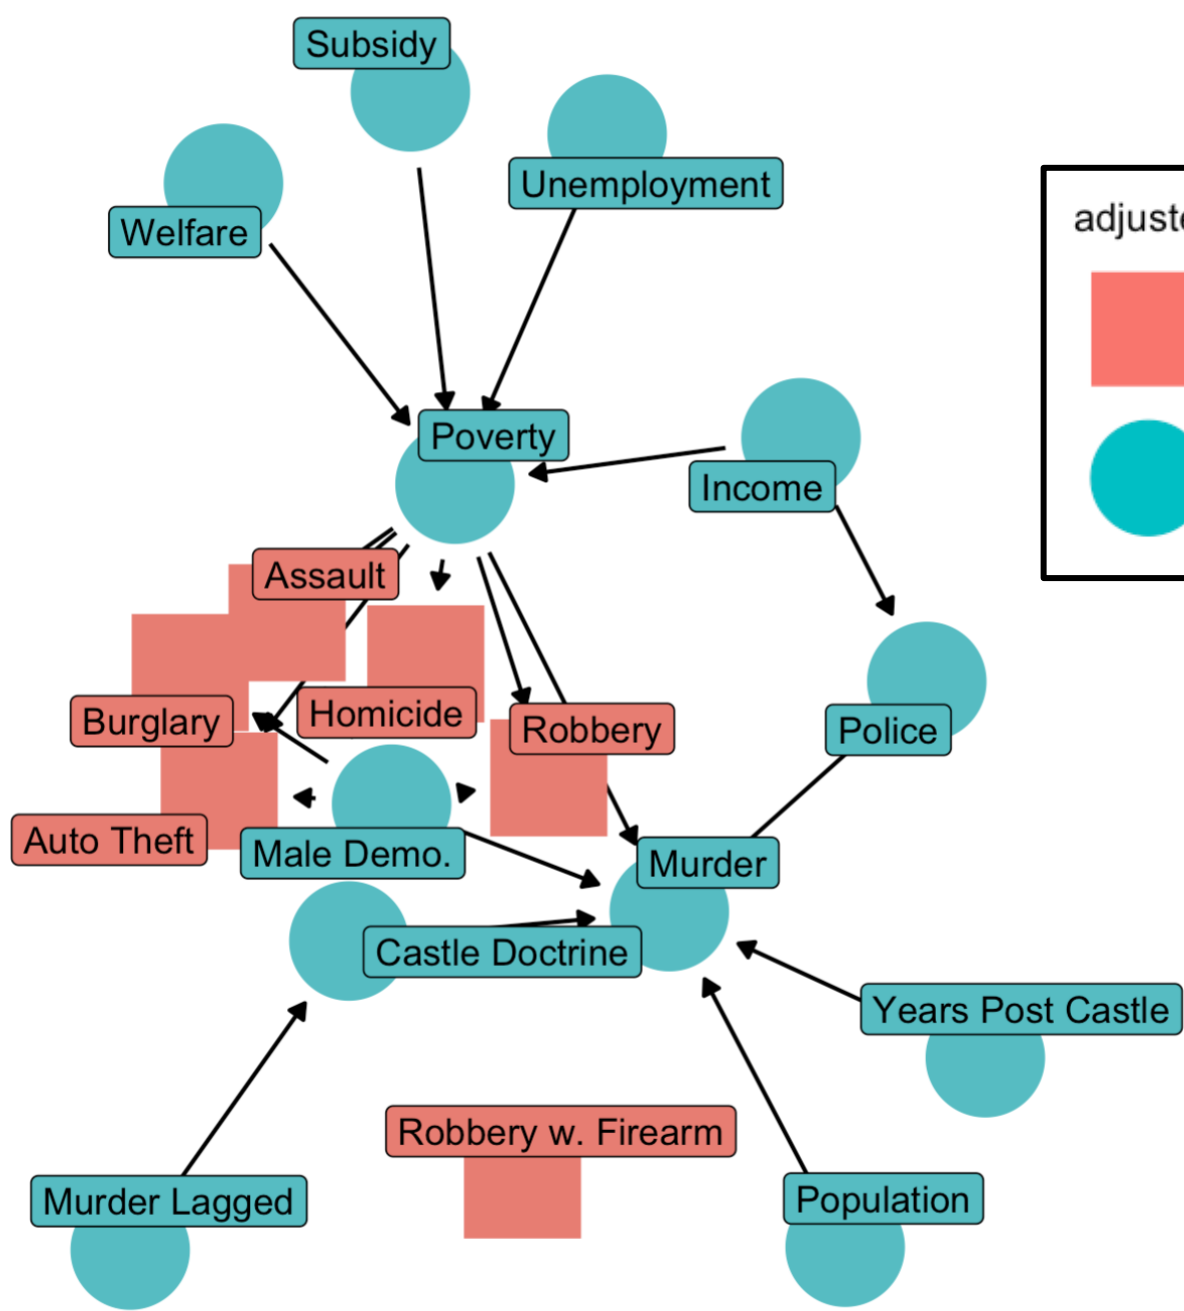 Subsidy
Unemployment
Welfare
Poverty
Income
Assault
Homicide
Burglary
Robbery
Police
Auto Theft
Male Demo.
Murder
Castle Doctrine
Years Post Castle
Robbery w. Firearm
Murder Lagged
Population